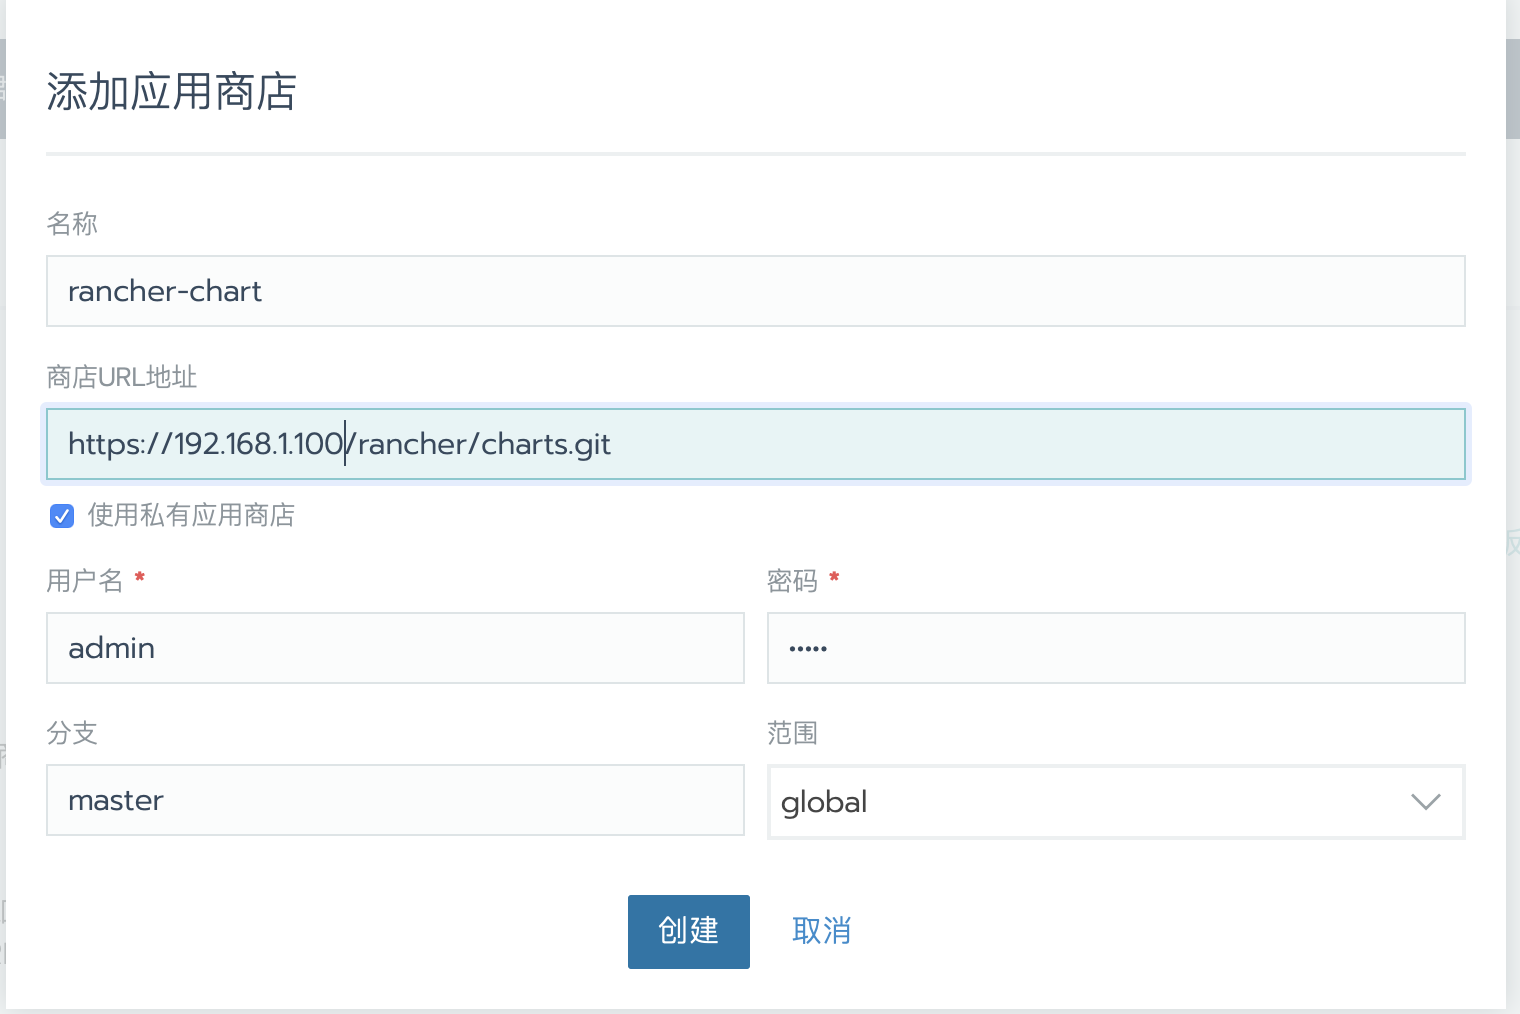 添加应用商店
名称
rancher-chart
商店URL地址
https://192.168.1.100/rancher/charts.git
使用私有应用商店
用户名 * 密码 *
admin •••••
分支 范围
master global
创建 取消